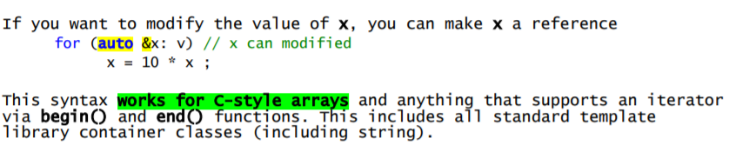 If you want to modify the value of x, you can make x a reference
for (auto &x: v) // x can modified
x = 10 * x ;
This syntax works for C-style arrays and anything that supports an iterator
via begin() and end() functions. This includes all standard template
library container classes (including string).